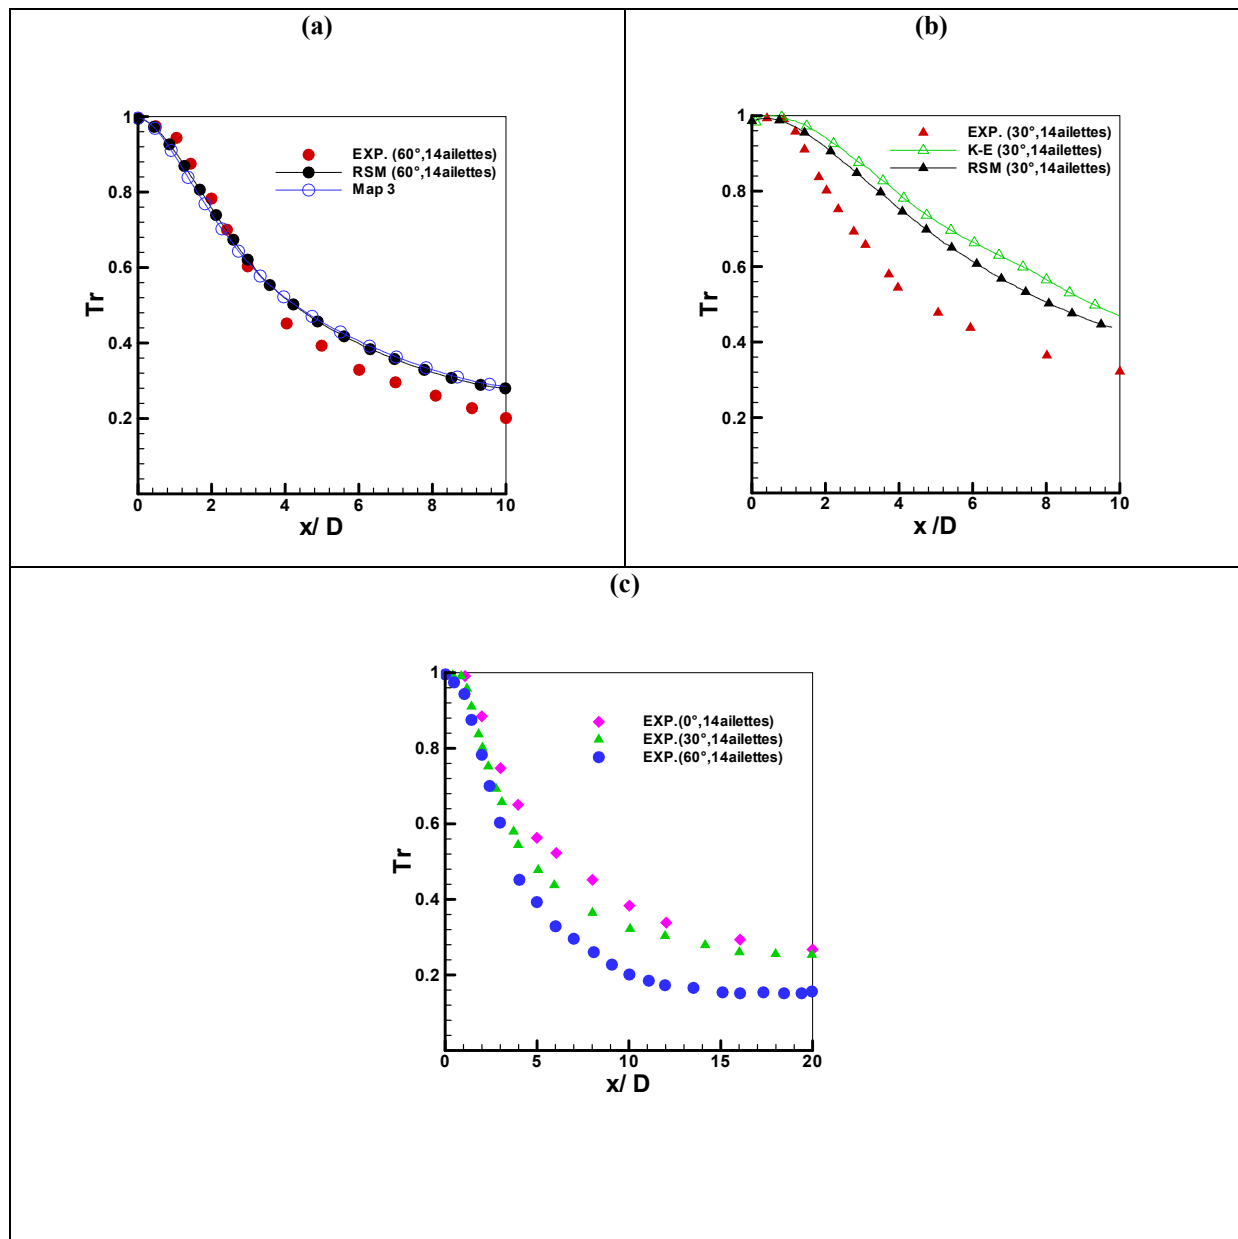 (a)
1
0.8
0.6
0.4
0.2
0 2 4 6 8 10
Tr
x/ D
EXP. (60°,14ailettes)
RSM (60°,14ailettes)
Map 3
(b)
1
0.8
0.6
0.4
0.2
0 2 4 6 8 10
Tr
x /D
EXP. (30°,14ailettes)
K-E (30°,14ailettes)
RSM (30°,14ailettes)
(c)
1
0.8
0.6
0.4
0.2
0 5 10 15 20
Tr
x/ D
EXP.(0°,14ailettes)
EXP.(30°,14ailettes)
EXP.(60°,14ailettes)